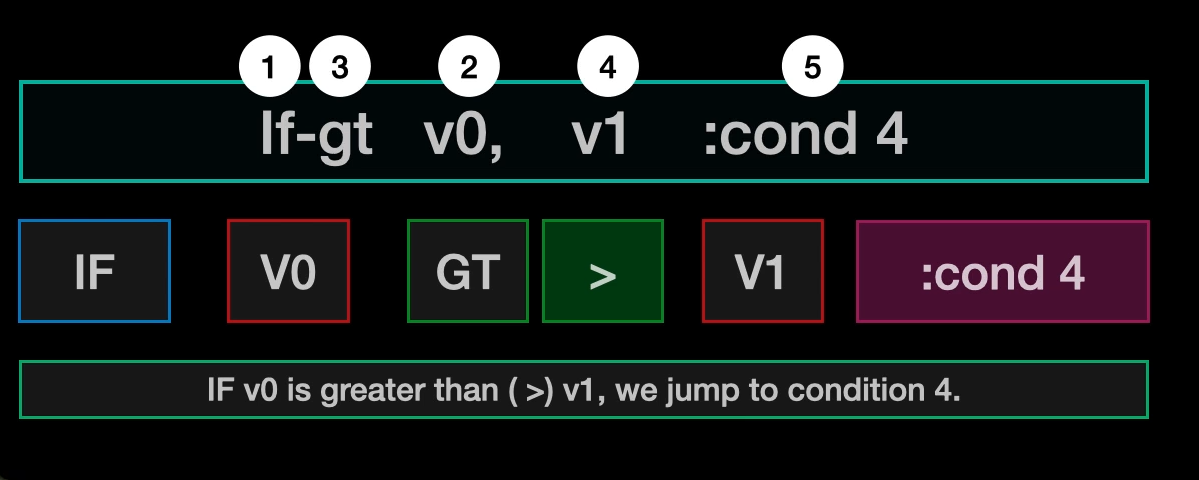 1 3 2 4 5
If-gt v0, v1 :cond 4
IF V0 GT > V1 :cond 4
IF v0 is greater than ( >) v1, we jump to condition 4.